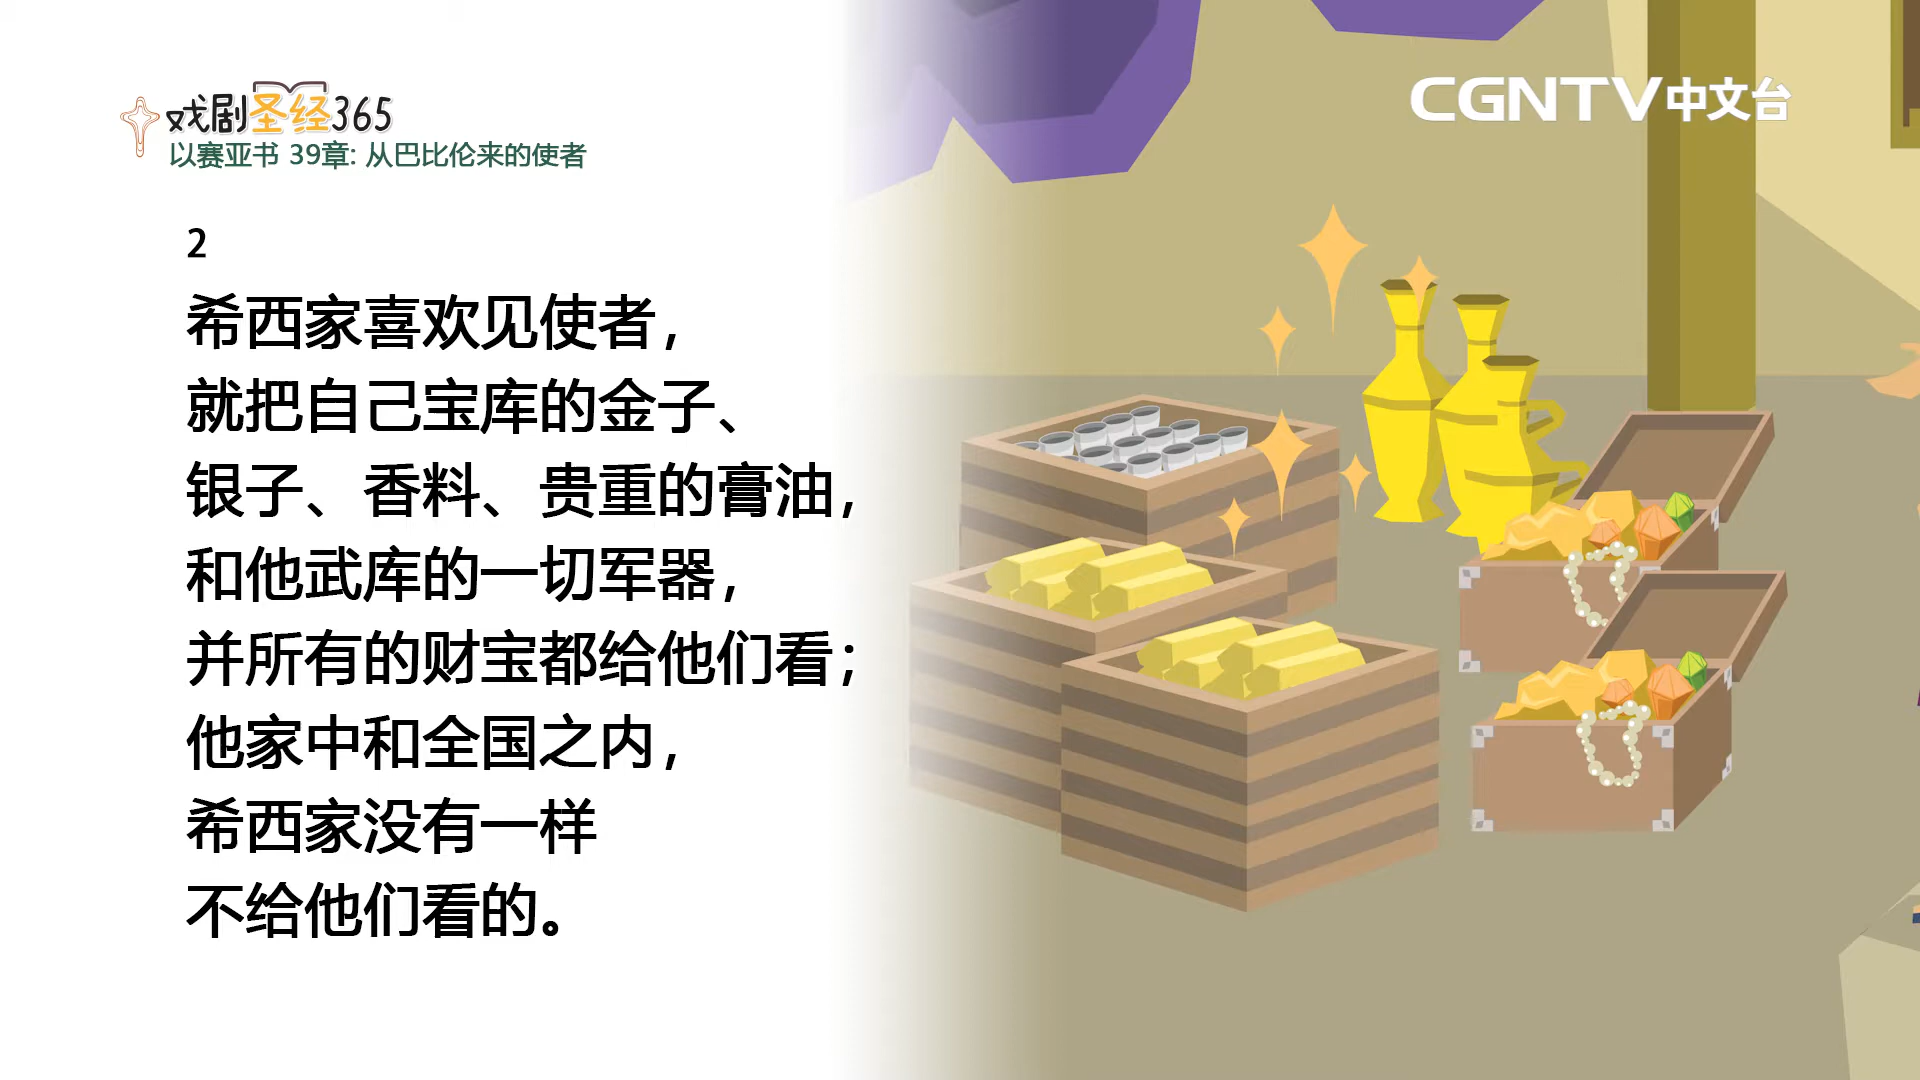 戏剧圣经365
以赛亚书 39章: 从巴比伦来的使者
CGNTV中文台
2
希西家喜欢见使者，
就把自己宝库的金子、
银子、香料、贵重的膏油，
和他武库的一切军器，
并所有的财宝都给他们看；
他家中和全国之内，
希西家没有一样
不给他们看的。